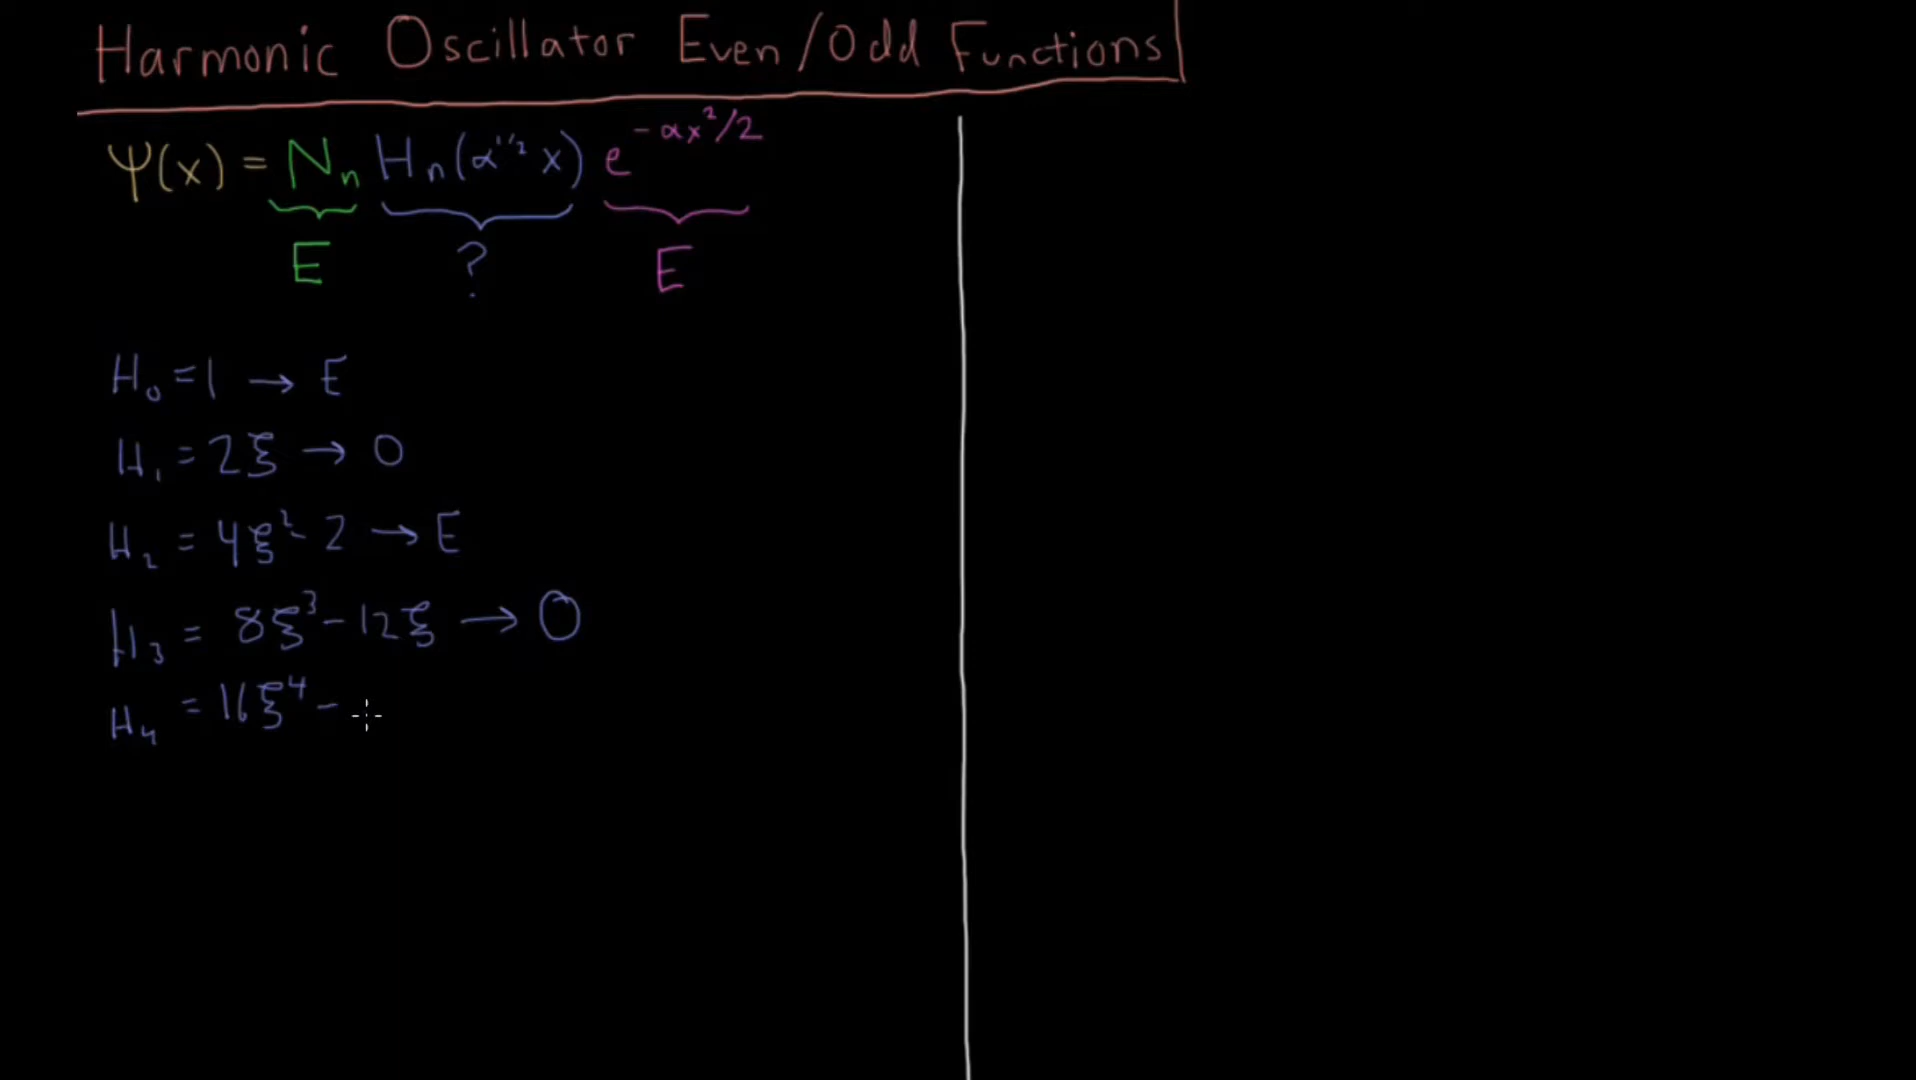 Harmonic Oscillator Even/Odd Functions
Ψ(x) = Nₙ Hₙ(α^{1/2} x) e^{-αx²/2}
E ? E
H₀ = 1 → E
H₁ = 2ξ → O
H₂ = 4ξ² - 2 → E
H₃ = 8ξ³ - 12ξ → O
H₄ = 16ξ⁴ -